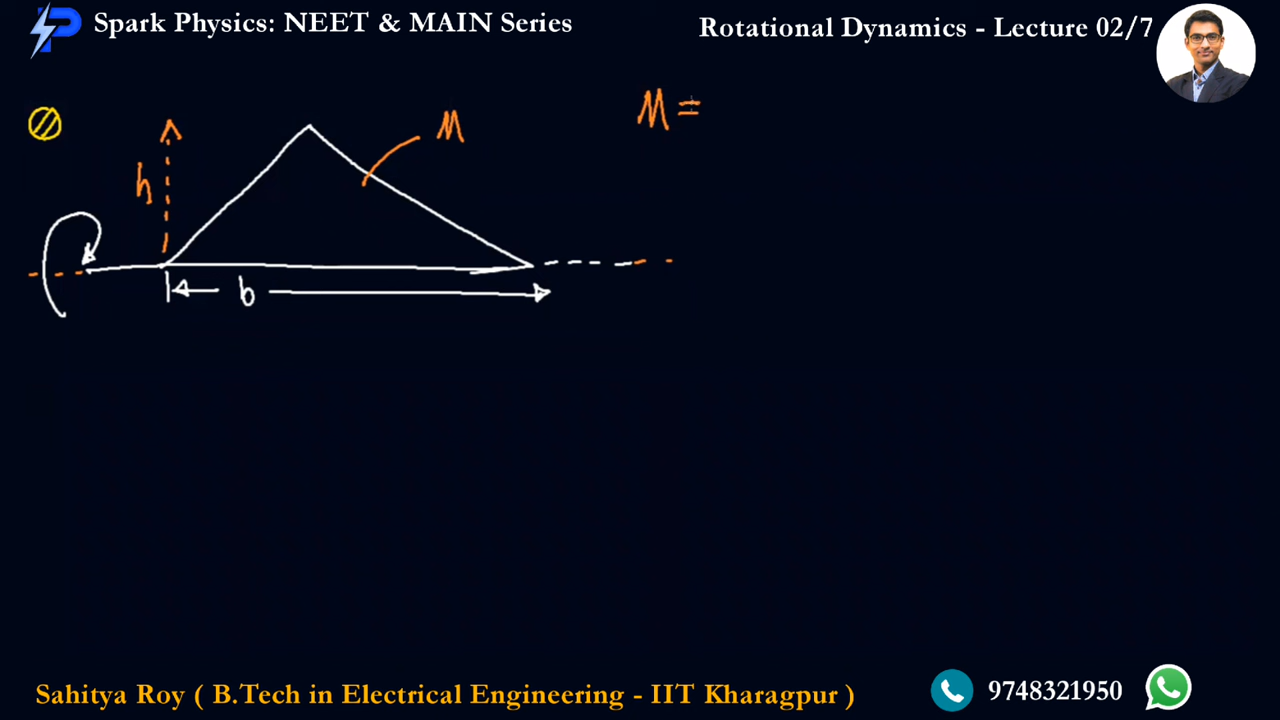 Spark Physics: NEET & MAIN Series
Rotational Dynamics - Lecture 02/7
M
M =
h
b
Sahitya Roy ( B.Tech in Electrical Engineering - IIT Kharagpur )
9748321950